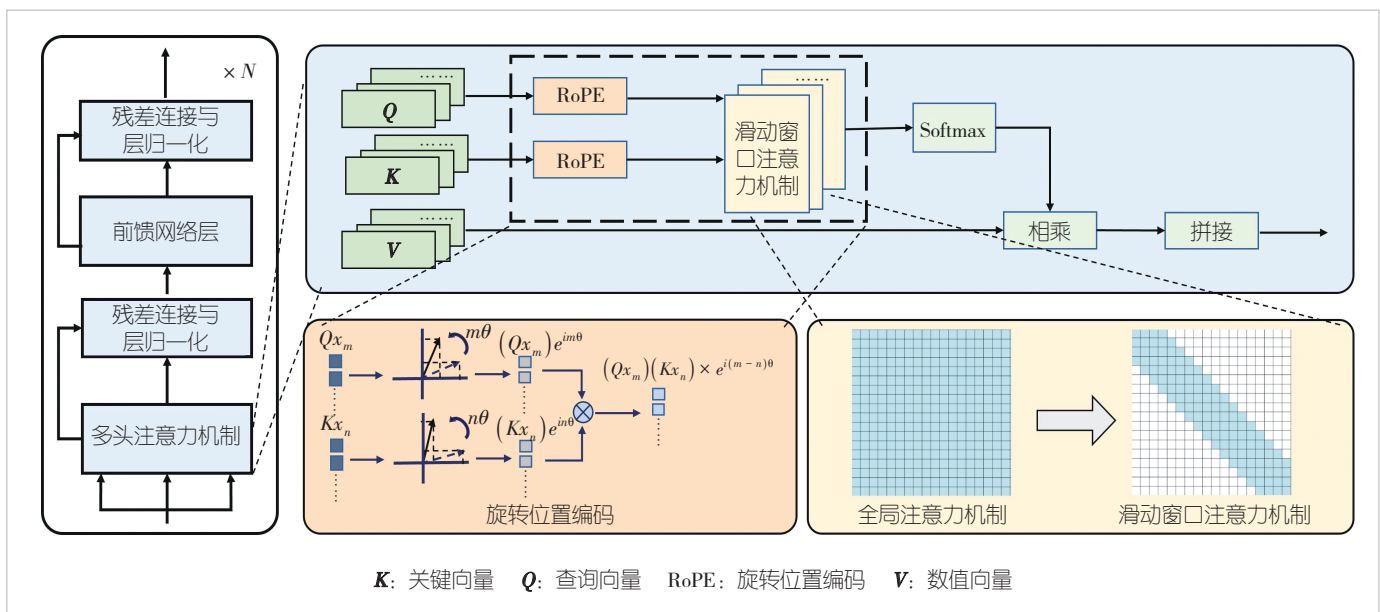 × N
残差连接与
层归一化
前馈网络层
残差连接与
层归一化
多头注意力机制
……
Q
……
K
……
V
RoPE
RoPE
……
滑动窗
口注意
力机制
Softmax
相乘
拼接
Qxₘ
mθ
(Qxₘ)e^{imθ}
(Qxₘ)(Kxₙ) × e^{i(m－n)θ}
Kxₙ
nθ
(Kxₙ)e^{inθ}
旋转位置编码
全局注意力机制
滑动窗口注意力机制
K：关键向量 Q：查询向量 RoPE：旋转位置编码 V：数值向量